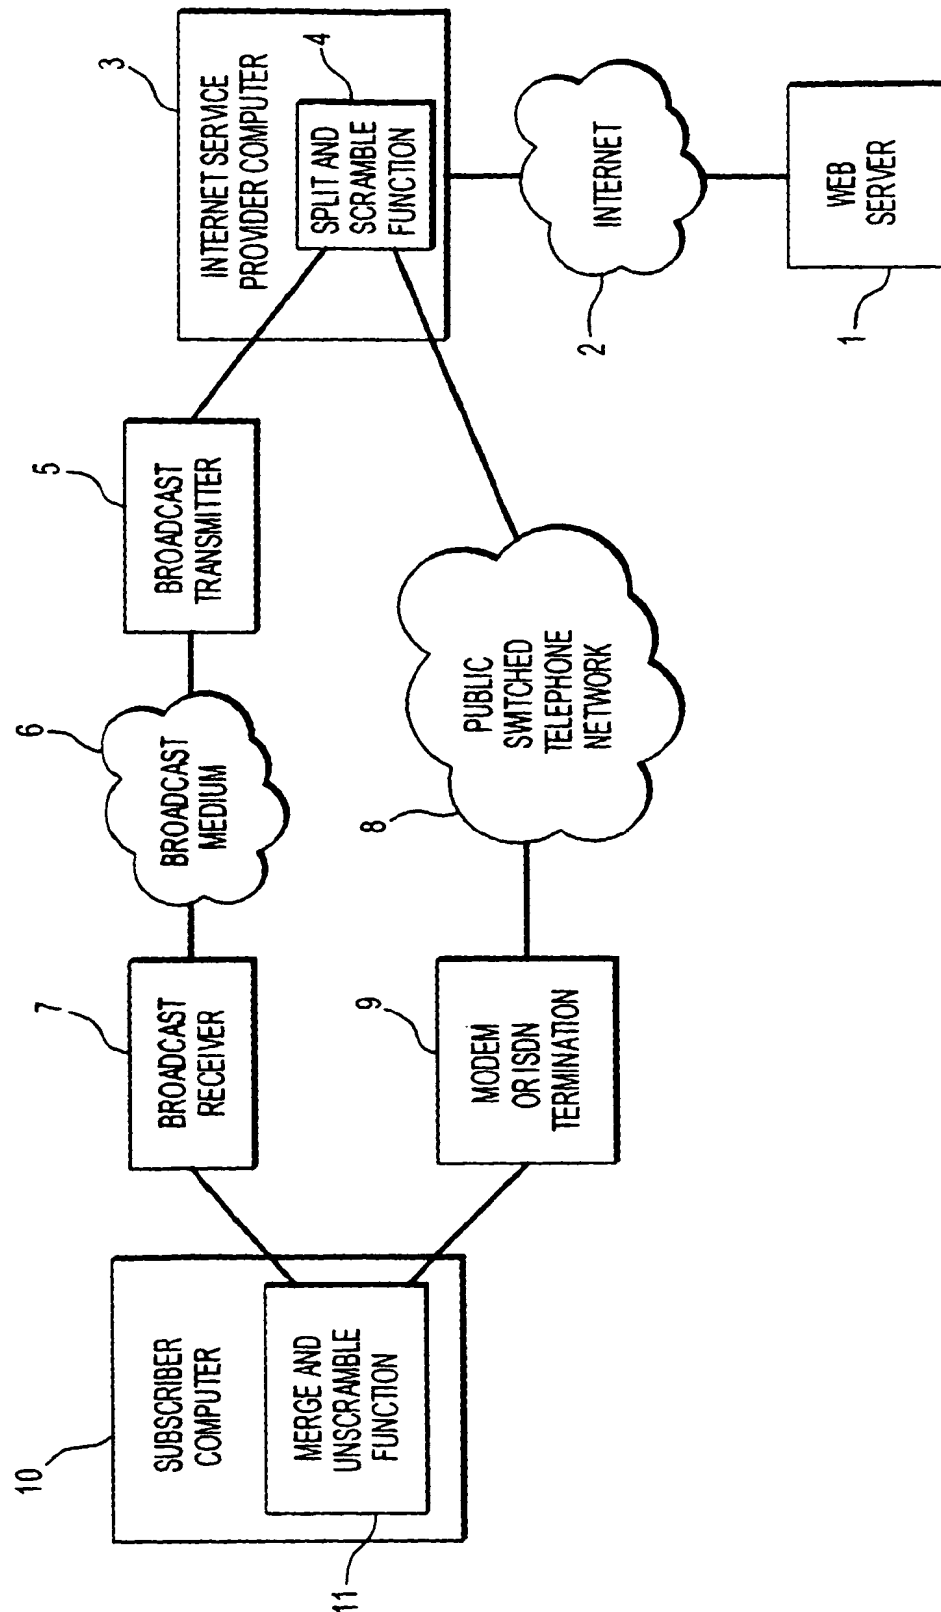 10
SUBSCRIBER
COMPUTER
MERGE AND
UNSCRAMBLE
FUNCTION
11
7
BROADCAST
RECEIVER
6
BROADCAST
MEDIUM
5
BROADCAST
TRANSMITTER
3
INTERNET SERVICE
PROVIDER COMPUTER
4
SPLIT AND
SCRAMBLE
FUNCTION
9
MODEM
OR ISDN
TERMINATION
8
PUBLIC
SWITCHED
TELEPHONE
NETWORK
2
INTERNET
1
WEB
SERVER